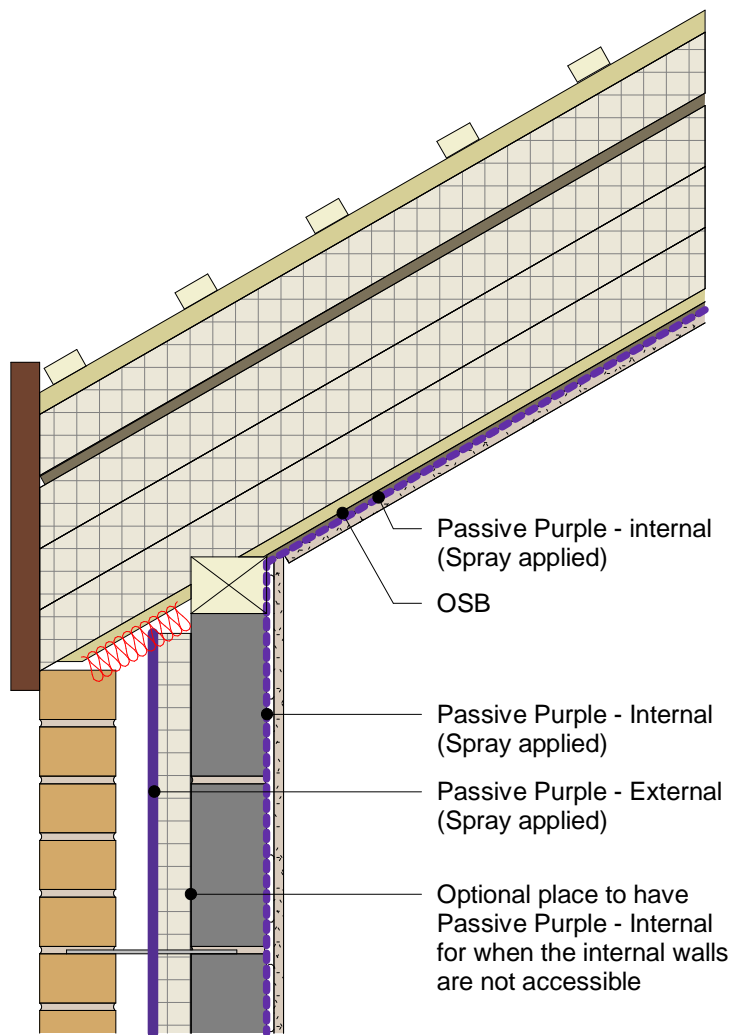 Passive Purple - internal
(Spray applied)
OSB
Passive Purple - Internal
(Spray applied)
Passive Purple - External
(Spray applied)
Optional place to have
Passive Purple - Internal
for when the internal walls
are not accessible